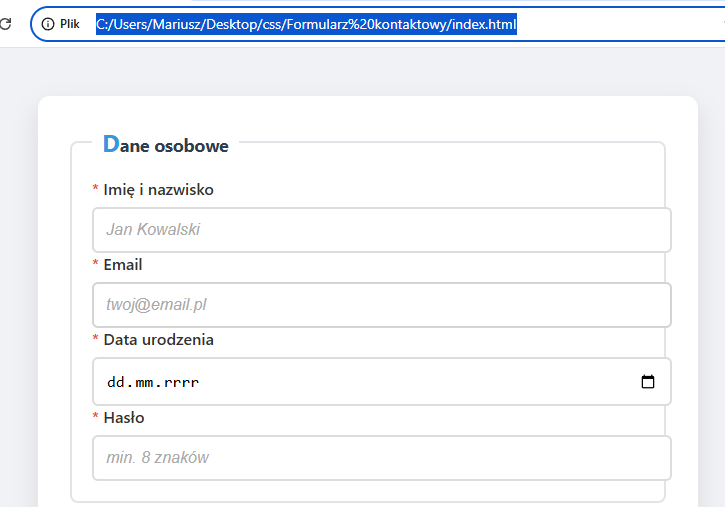 Plik C:/Users/Mariusz/Desktop/css/Formularz%20kontaktowy/index.html
Dane osobowe
* Imię i nazwisko
Jan Kowalski
* Email
twoj@email.pl
* Data urodzenia
dd.mm.rrrr
* Hasło
min. 8 znaków